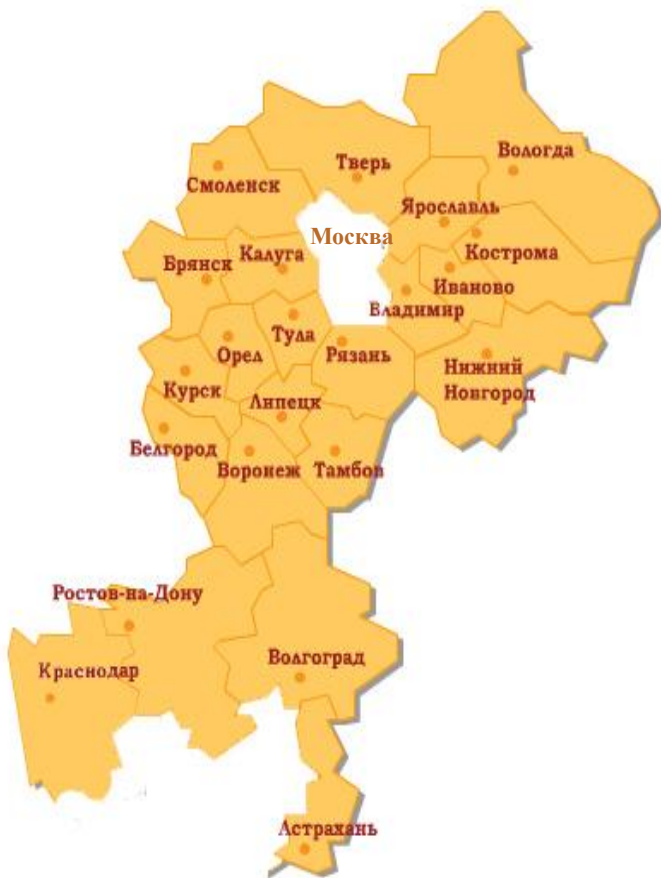 Вологда
Тверь
Смоленск
Ярославль
Москва
Кострома
Калуга
Брянск
Иваново
Владимир
Тула
Орел
Рязань
Нижний
Новгород
Курск
Липецк
Белгород
Воронеж
Тамбов
Ростов-на-Дону
Волгоград
Краснодар
Астрахань